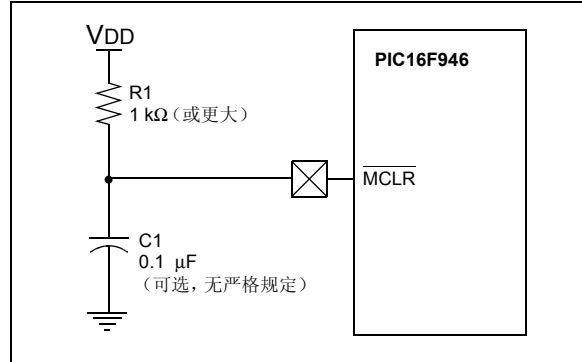 VDD
PIC16F946
R1
1 kΩ（或更大）
MCLR
C1
0.1 μF
（可选，无严格规定）